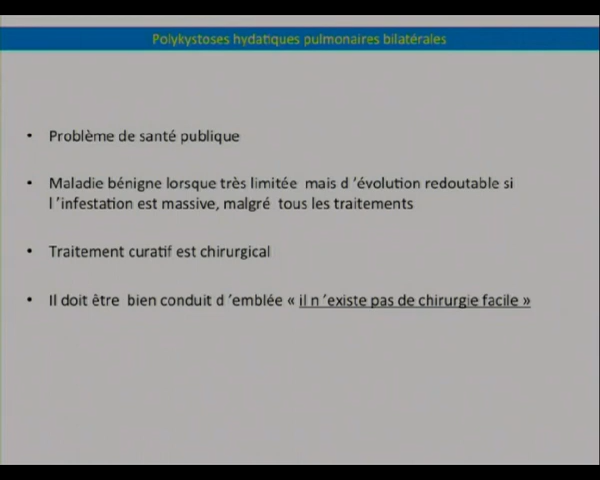 Polykystoses hydatiques pulmonaires bilatérales
• Problème de santé publique
• Maladie bénigne lorsque très limitée mais d 'évolution redoutable si
l 'infestation est massive, malgré tous les traitements
• Traitement curatif est chirurgical
• Il doit être bien conduit d 'emblée « il n 'existe pas de chirurgie facile »